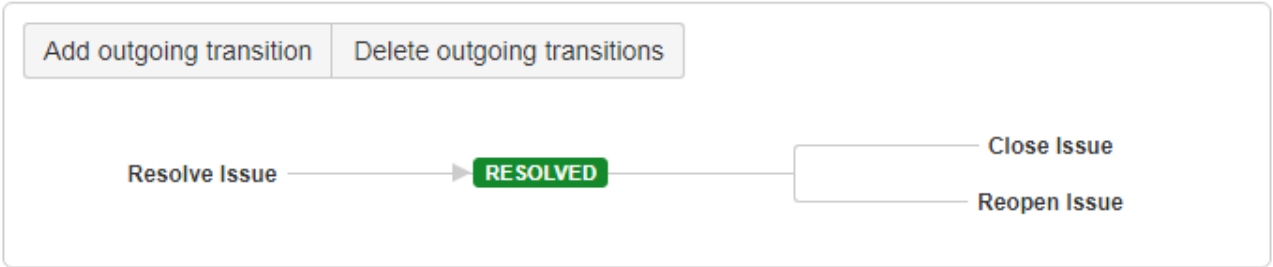 Add outgoing transition Delete outgoing transitions
Close Issue
Resolve Issue RESOLVED
Reopen Issue